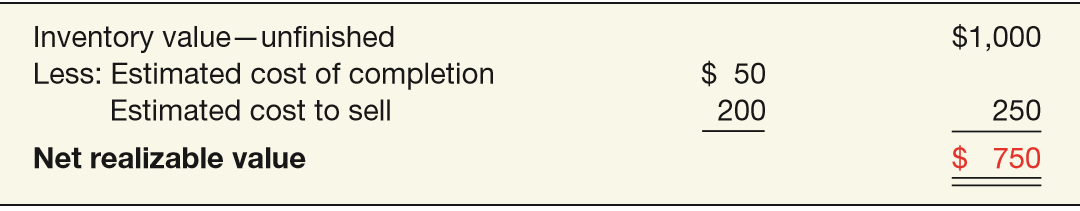 Inventory value—unfinished $1,000
Less: Estimated cost of completion $ 50
Estimated cost to sell 200 250
Net realizable value $ 750